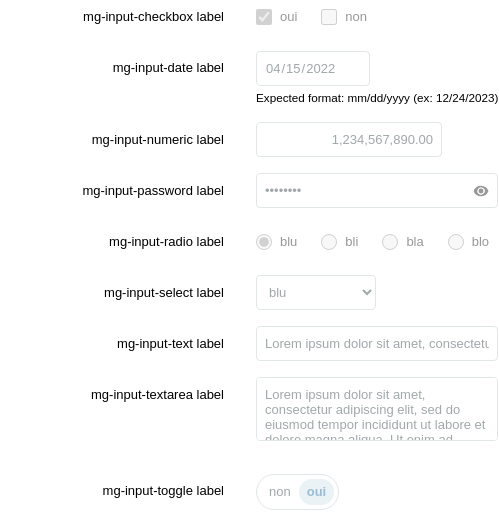 mg-input-checkbox label oui non
mg-input-date label 04/15/2022
Expected format: mm/dd/yyyy (ex: 12/24/2023)
mg-input-numeric label 1,234,567,890.00
mg-input-password label ••••••••
mg-input-radio label blu bli bla blo
mg-input-select label blu
mg-input-text label Lorem ipsum dolor sit amet, consectetu
mg-input-textarea label Lorem ipsum dolor sit amet,
consectetur adipiscing elit, sed do
eiusmod tempor incididunt ut labore et
dolore magna aliqua. Ut enim ad
mg-input-toggle label non oui